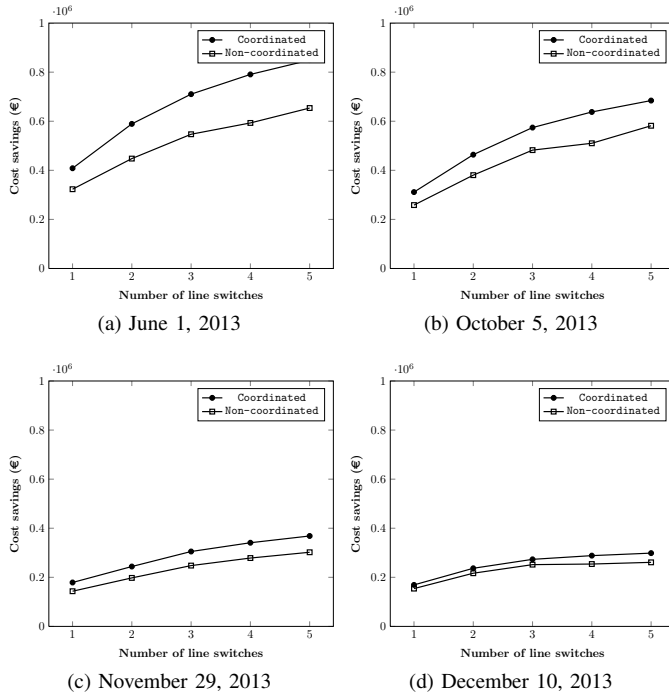 ·10⁶
1
0.8
0.6
0.4
0.2
0
Cost savings (€)
Coordinated
Non-coordinated
1 2 3 4 5
Number of line switches
(a) June 1, 2013
·10⁶
1
0.8
0.6
0.4
0.2
0
Cost savings (€)
Coordinated
Non-coordinated
1 2 3 4 5
Number of line switches
(b) October 5, 2013
·10⁶
1
0.8
0.6
0.4
0.2
0
Cost savings (€)
Coordinated
Non-coordinated
1 2 3 4 5
Number of line switches
(c) November 29, 2013
·10⁶
1
0.8
0.6
0.4
0.2
0
Cost savings (€)
Coordinated
Non-coordinated
1 2 3 4 5
Number of line switches
(d) December 10, 2013